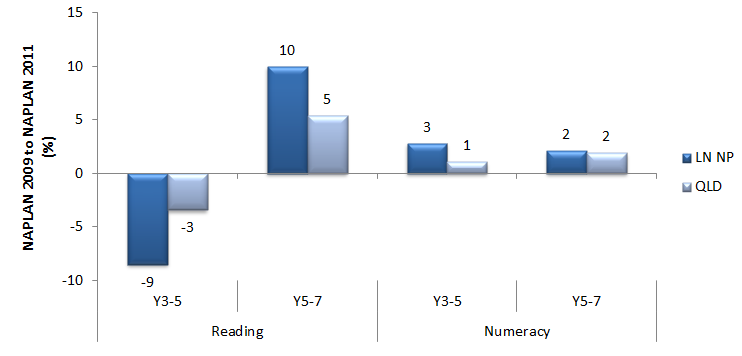 NAPLAN 2009 to NAPLAN 2011
(%)
15
10
5
0
-5
-10
-9
-3
10
5
3
1
2
2
Y3-5
Y5-7
Y3-5
Y5-7
Reading
Numeracy
LN NP
QLD